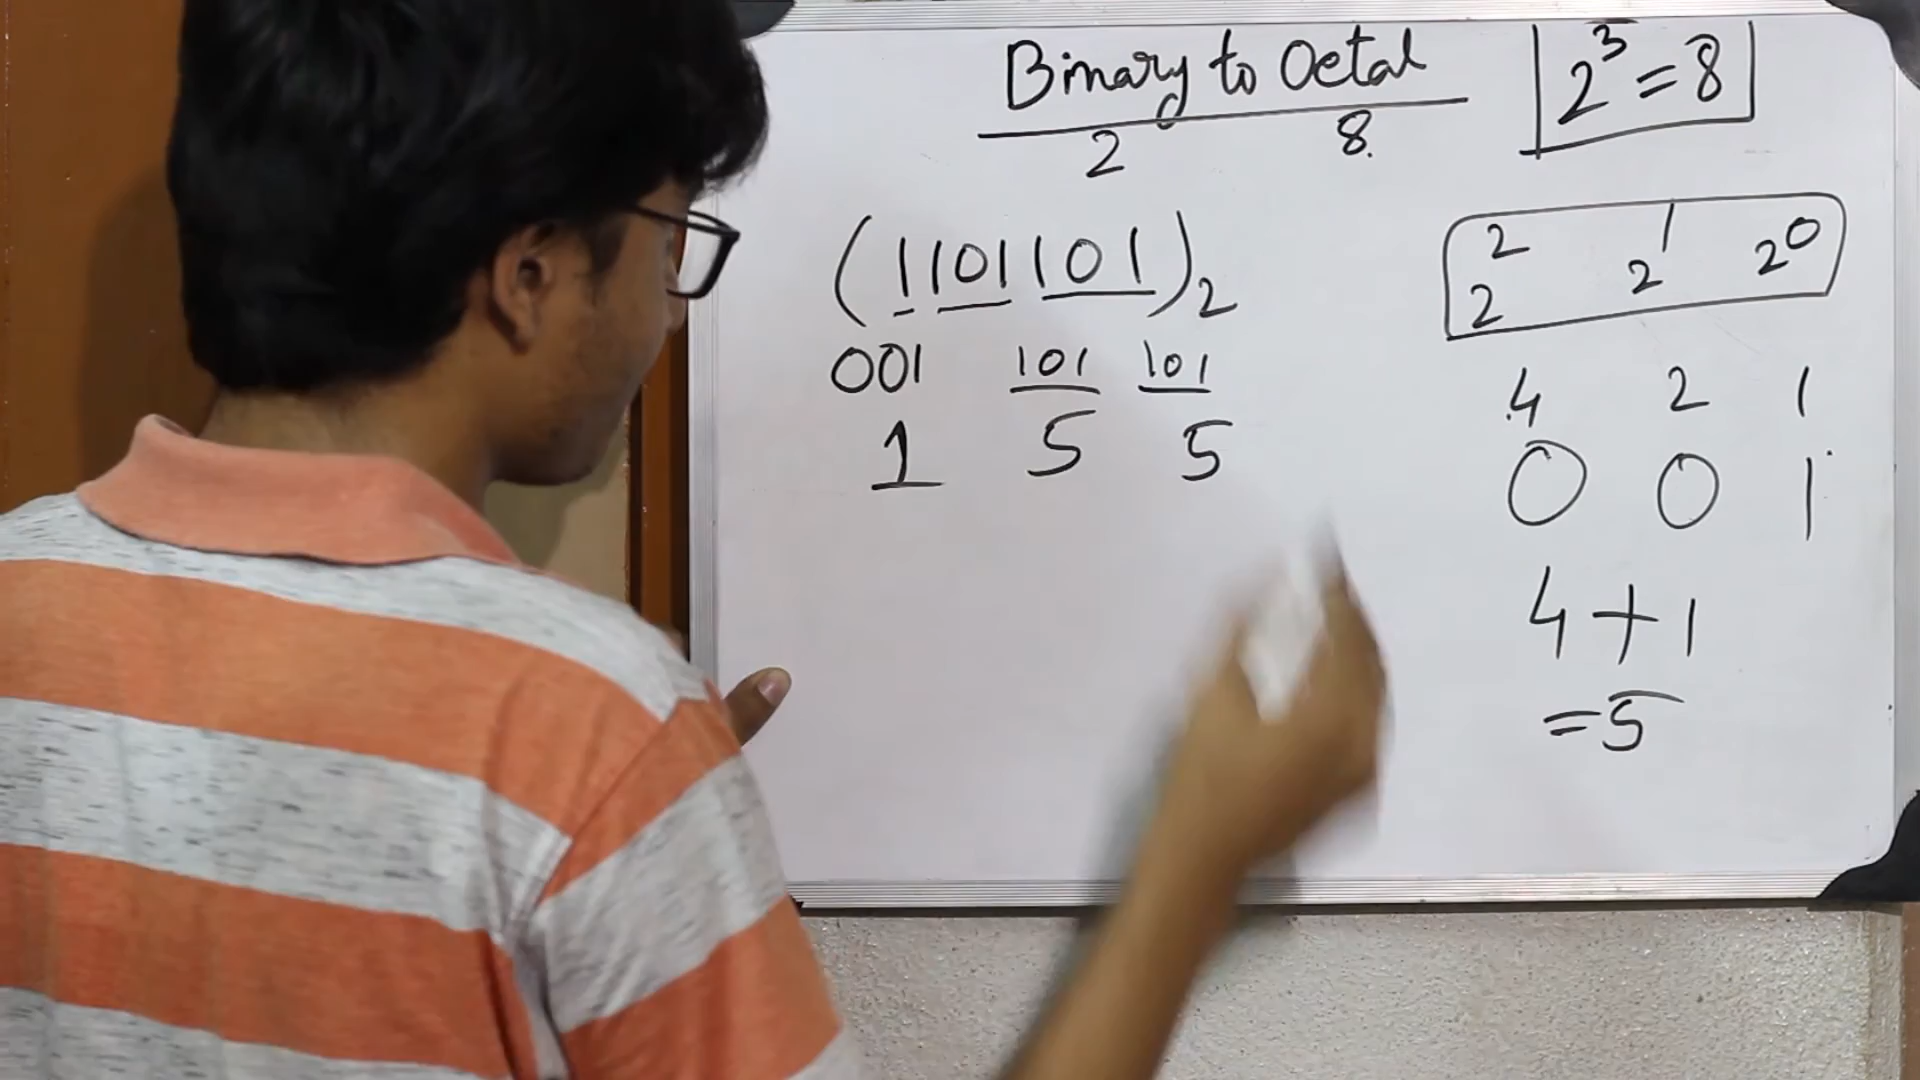 Binary to Octal
2 8.
2³=8
(1101101)₂
001 101 101
1 5 5
2² 2¹ 2⁰
4 2 1
0 0 1
4+1
=5